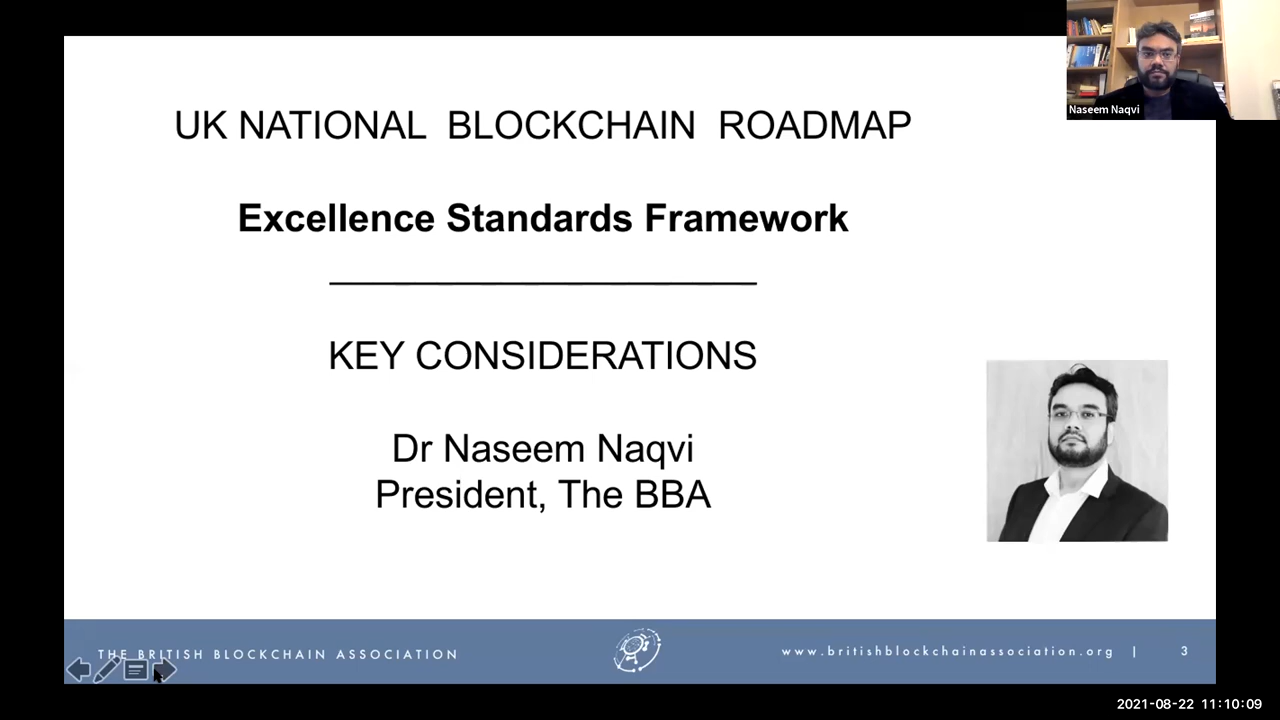 UK NATIONAL BLOCKCHAIN ROADMAP
Naseem Naqvi
Excellence Standards Framework
KEY CONSIDERATIONS
Dr Naseem Naqvi
President, The BBA
THE BRITISH BLOCKCHAIN ASSOCIATION
www.britishblockchainassociation.org | 3
2021-08-22 11:10:09